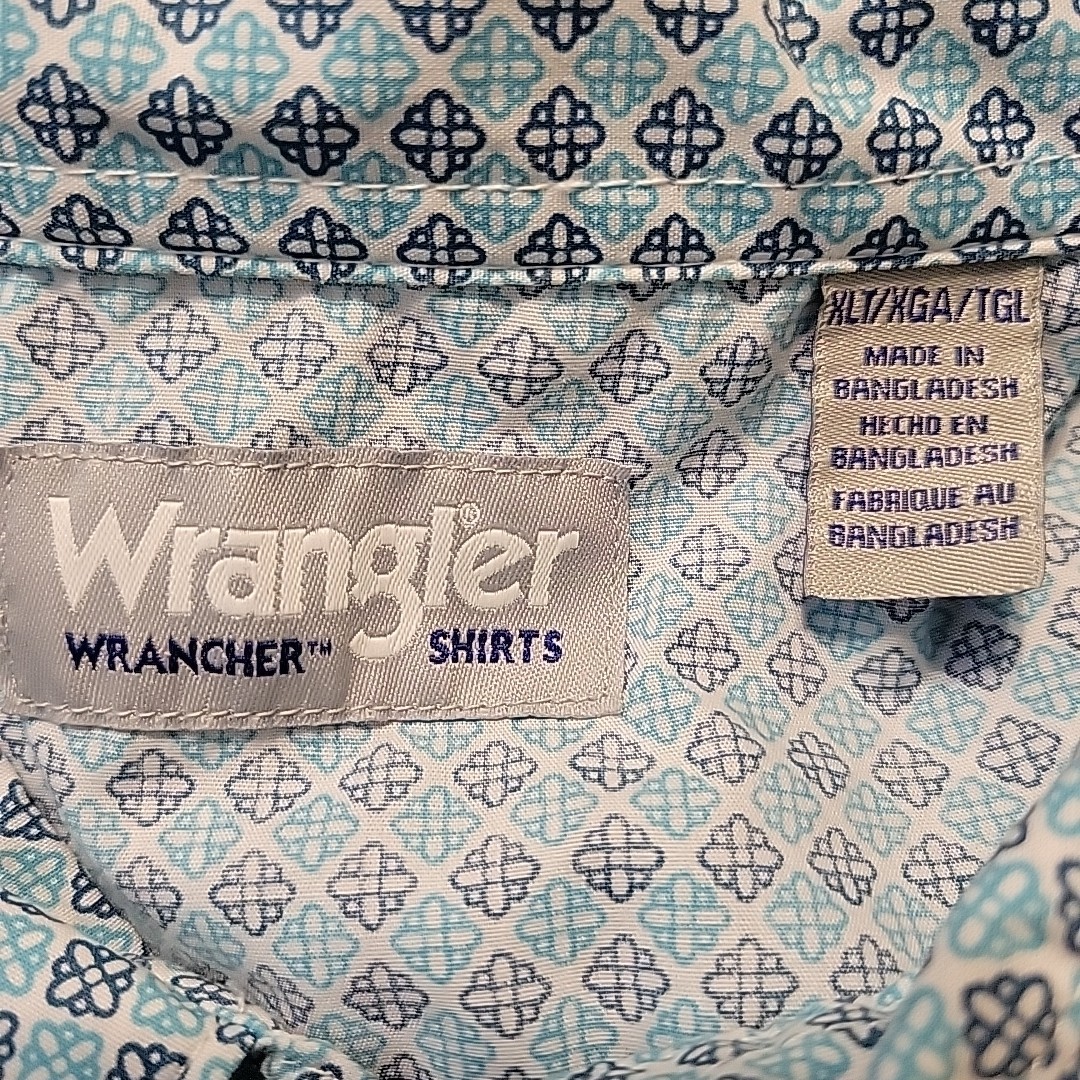 Wrangler®
WRANCHER™ SHIRTS
XLT/XGA/TGL
MADE IN
BANGLADESH
HECHO EN
BANGLADESH
FABRIQUE AU
BANGLADESH